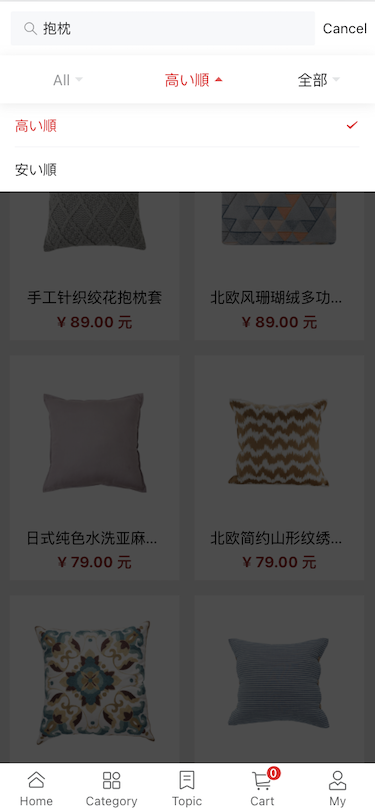 抱枕
Cancel
All
高い順
全部
高い順
安い順
手工针织绞花抱枕套
北欧风珊瑚绒多功...
¥ 89.00 元
¥ 89.00 元
日式纯色水洗亚麻...
北欧简约山形纹绣...
¥ 79.00 元
¥ 79.00 元
0
Home
Category
Topic
Cart
My